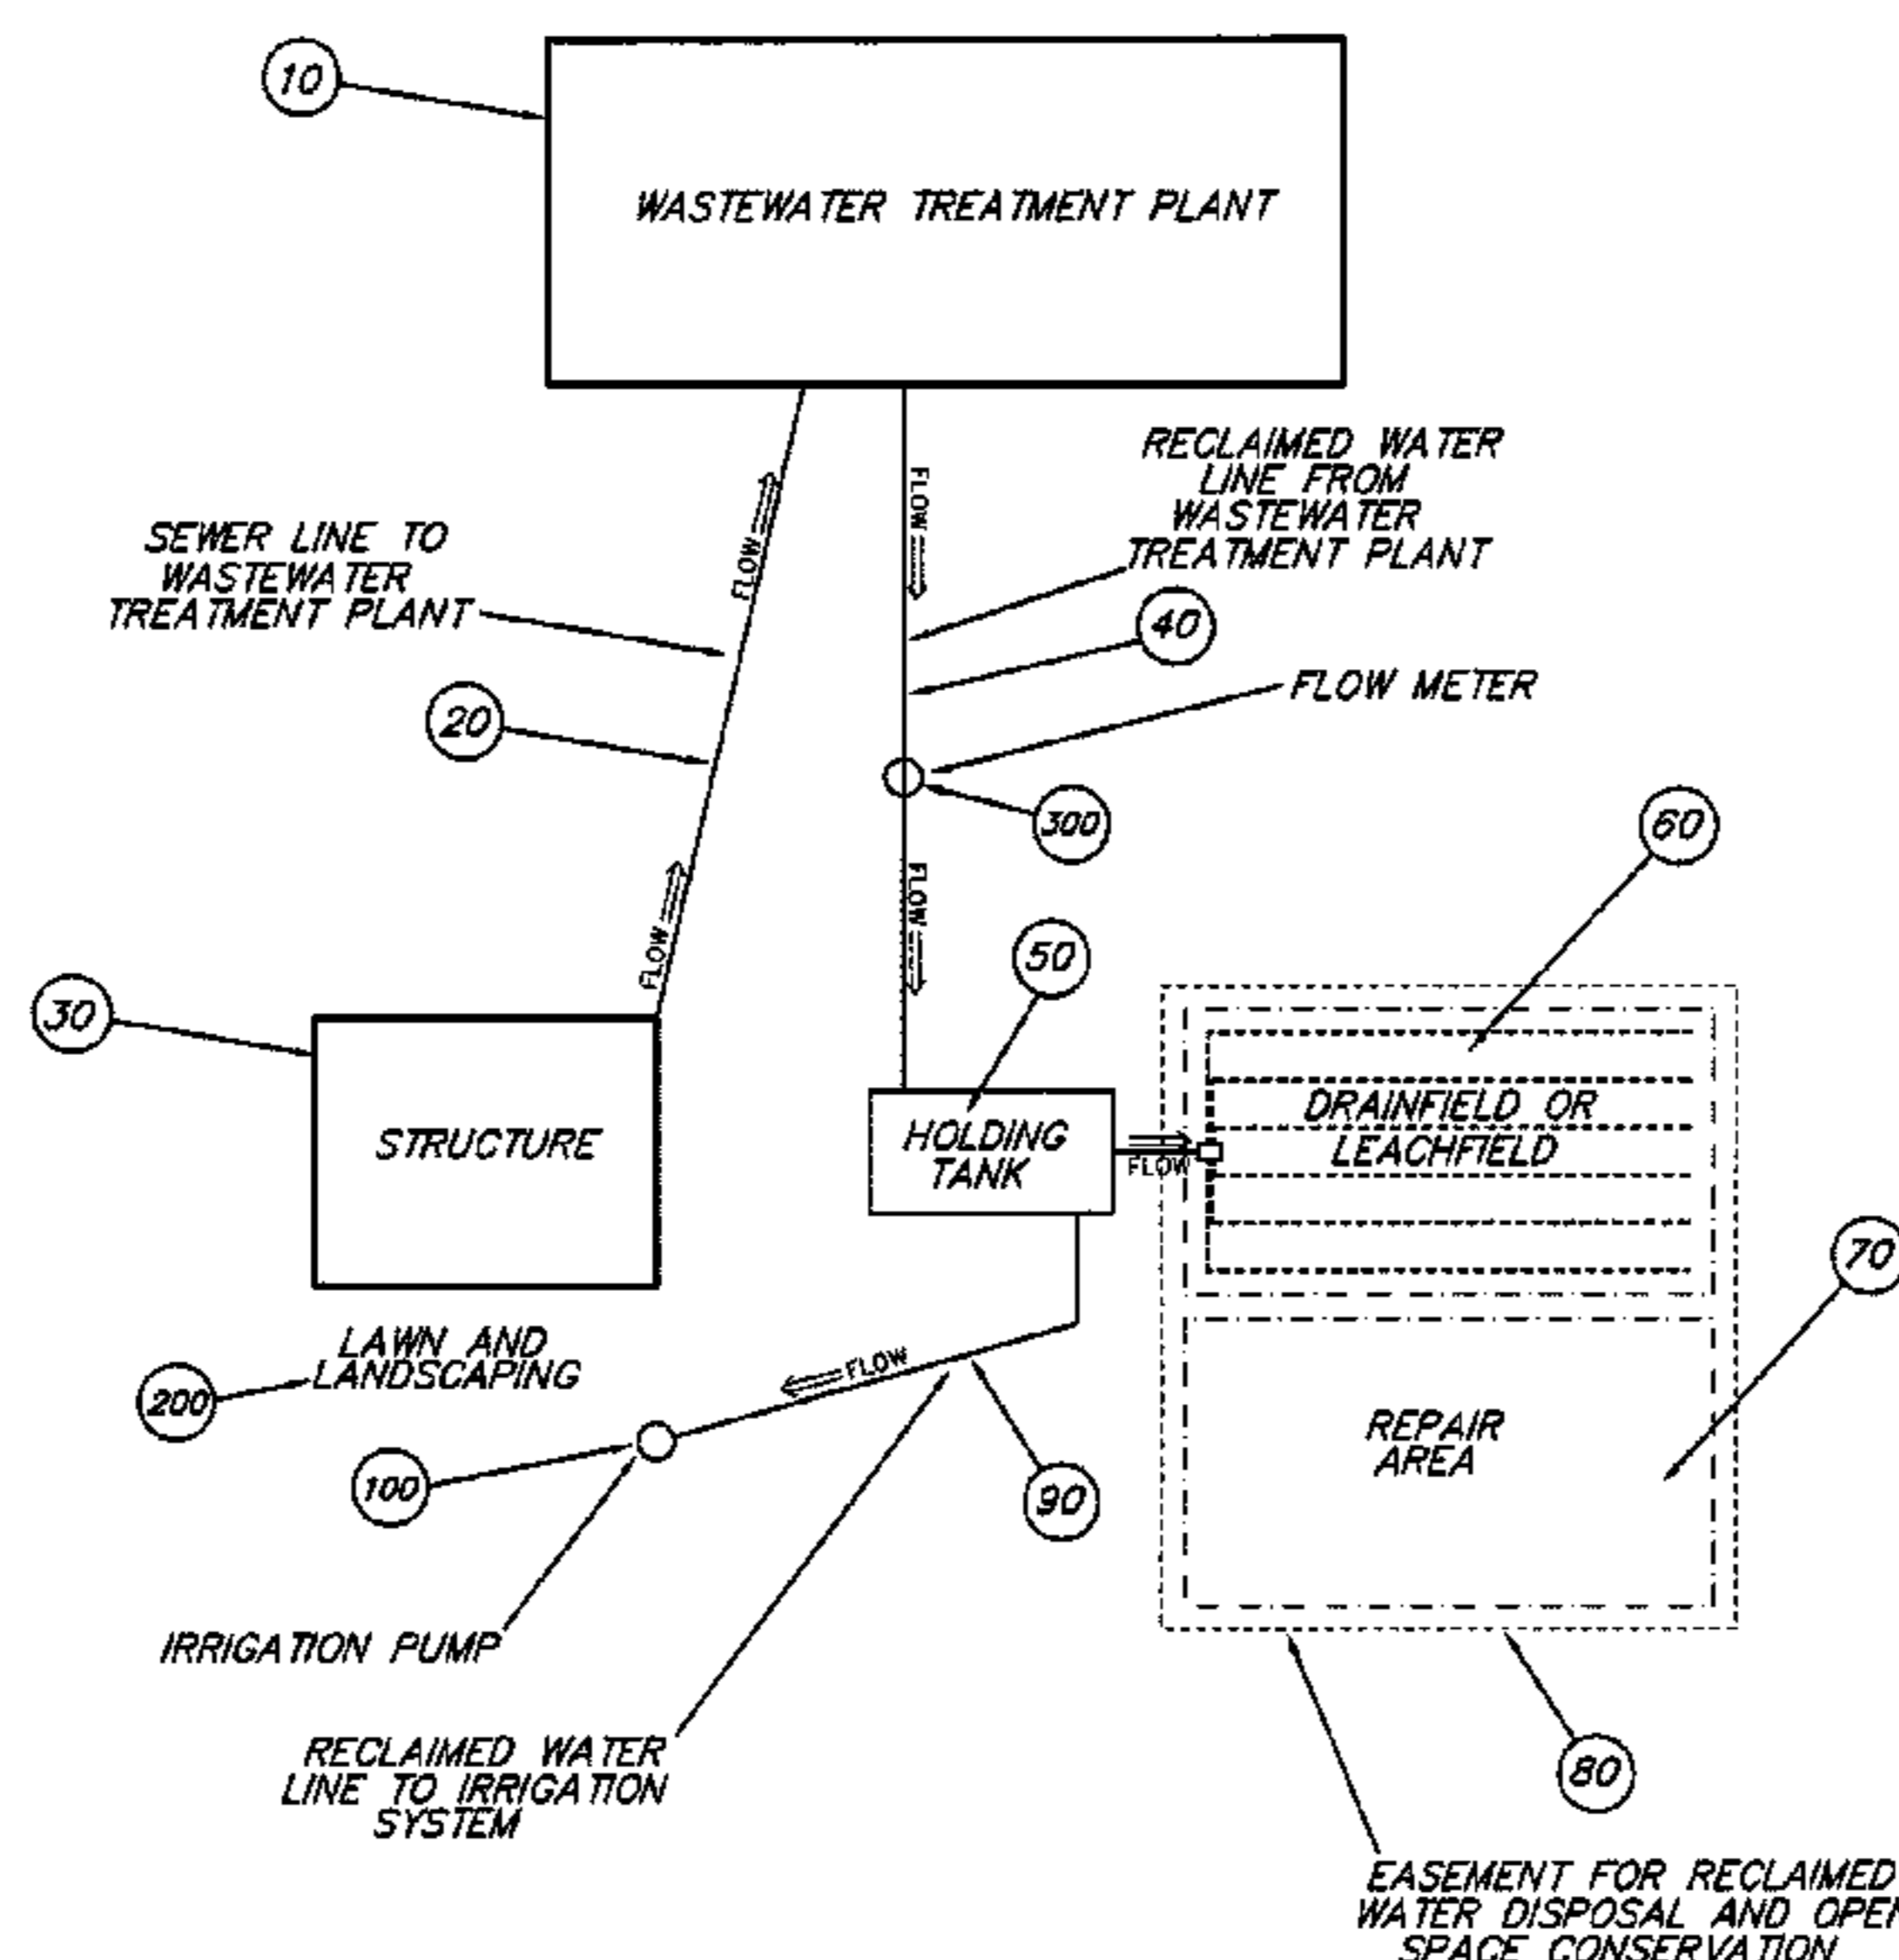 10
WASTEWATER TREATMENT PLANT
RECLAIMED WATER
LINE FROM
WASTEWATER
TREATMENT PLANT
FLOW
FLOW
SEWER LINE TO
WASTEWATER
TREATMENT PLANT
40
FLOW METER
20
300
60
FLOW
FLOW
50
30
STRUCTURE
HOLDING
TANK
FLOW
DRAINFIELD OR
LEACHFIELD
70
LAWN AND
LANDSCAPING
200
FLOW
100
90
REPAIR
AREA
IRRIGATION PUMP
RECLAIMED WATER
LINE TO IRRIGATION
SYSTEM
80
EASEMENT FOR RECLAIMED
WATER DISPOSAL AND OPEN
SPACE CONSERVATION